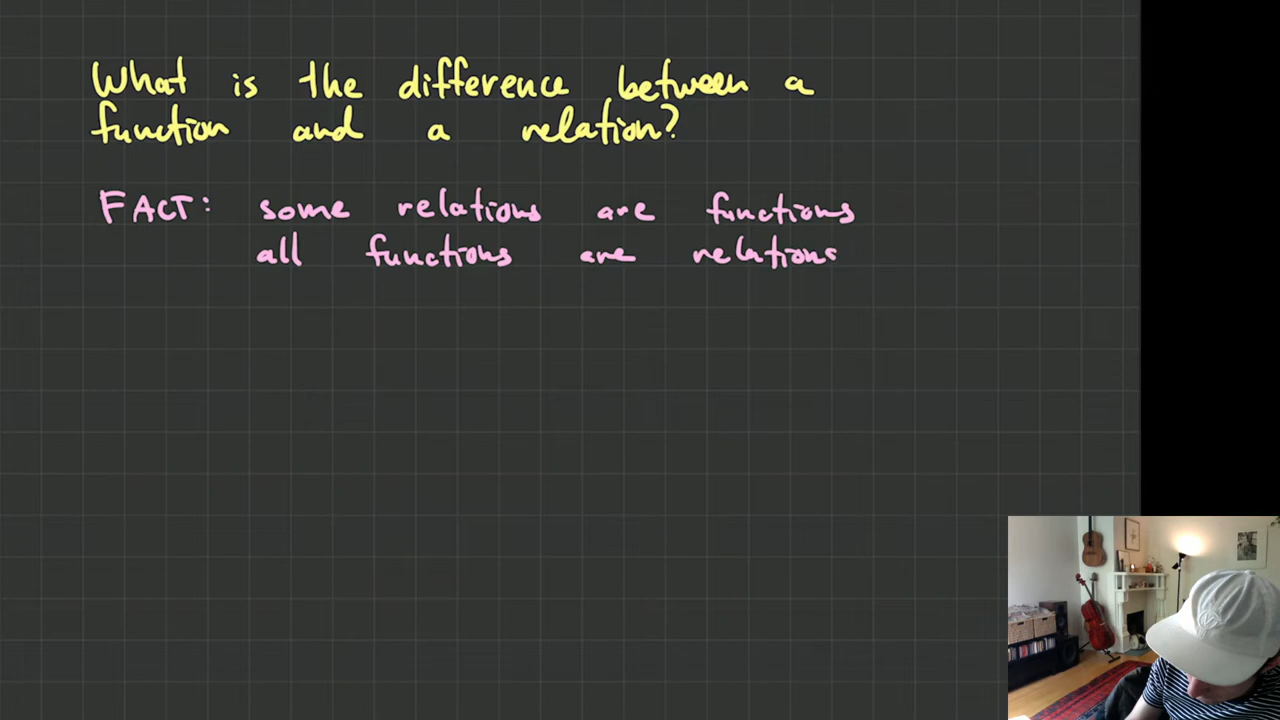 What is the difference between a
function and a relation?
FACT: some relations are functions
all functions are relations